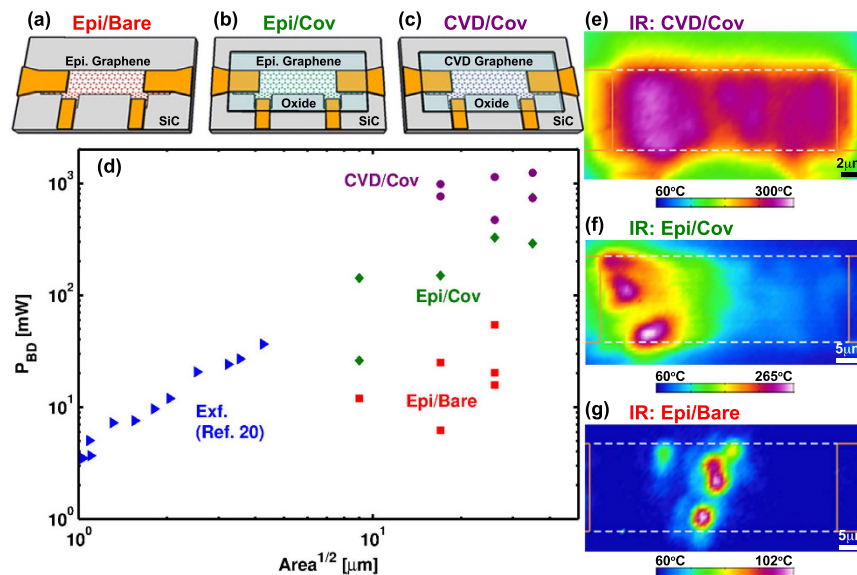 (a) Epi/Bare
Epi. Graphene
SiC
(b) Epi/Cov
Epi. Graphene
Oxide
SiC
(c) CVD/Cov
CVD Graphene
Oxide
SiC
(d)
P_BD [mW]
10³
10²
10¹
10⁰
CVD/Cov
Epi/Cov
Epi/Bare
Exf.
(Ref. 20)
10⁰ 10¹
Area^1/2 [µm]
(e) IR: CVD/Cov
2µm
60°C 300°C
(f) IR: Epi/Cov
5µm
60°C 265°C
(g) IR: Epi/Bare
5µm
60°C 102°C